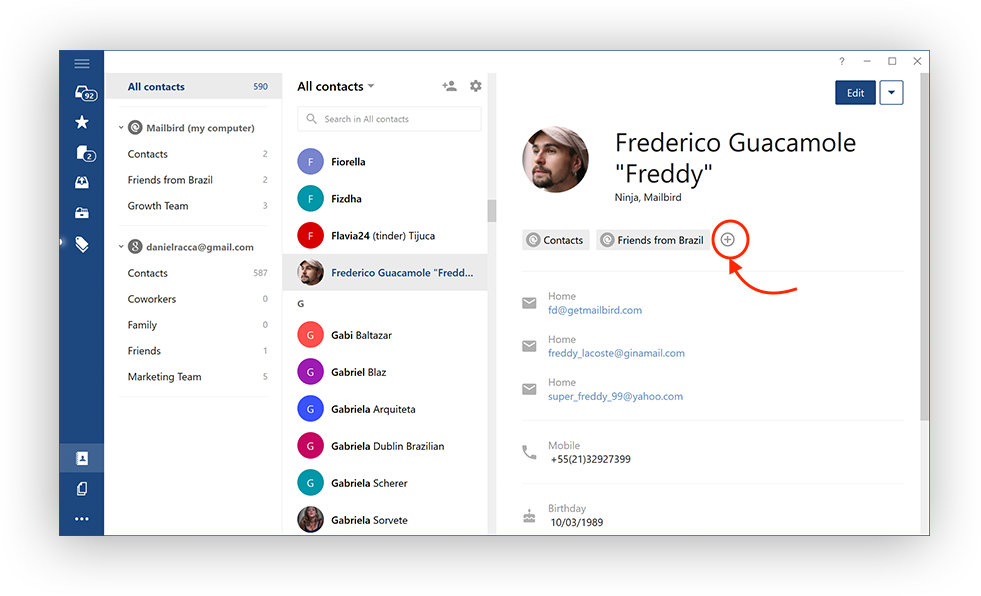 92
2
All contacts 590
Mailbird (my computer)
Contacts 2
Friends from Brazil 2
Growth Team 3
danielracca@gmail.com
Contacts 587
Coworkers 0
Family 0
Friends 1
Marketing Team 5
All contacts
Search in All contacts
F Fiorella
F Fizdha
F Flavia24 (tinder) Tijuca
Frederico Guacamole "Fredd...
G
G Gabi Baltazar
G Gabriel Blaz
G Gabriela Arquiteta
G Gabriela Dublin Brazilian
G Gabriela Scherer
Gabriela Sorvete
?
Edit
Frederico Guacamole
"Freddy"
Ninja, Mailbird
Contacts Friends from Brazil
Home
fd@getmailbird.com
Home
freddy_lacoste@ginamail.com
Home
super_freddy_99@yahoo.com
Mobile
+55(21)32927399
Birthday
10/03/1989